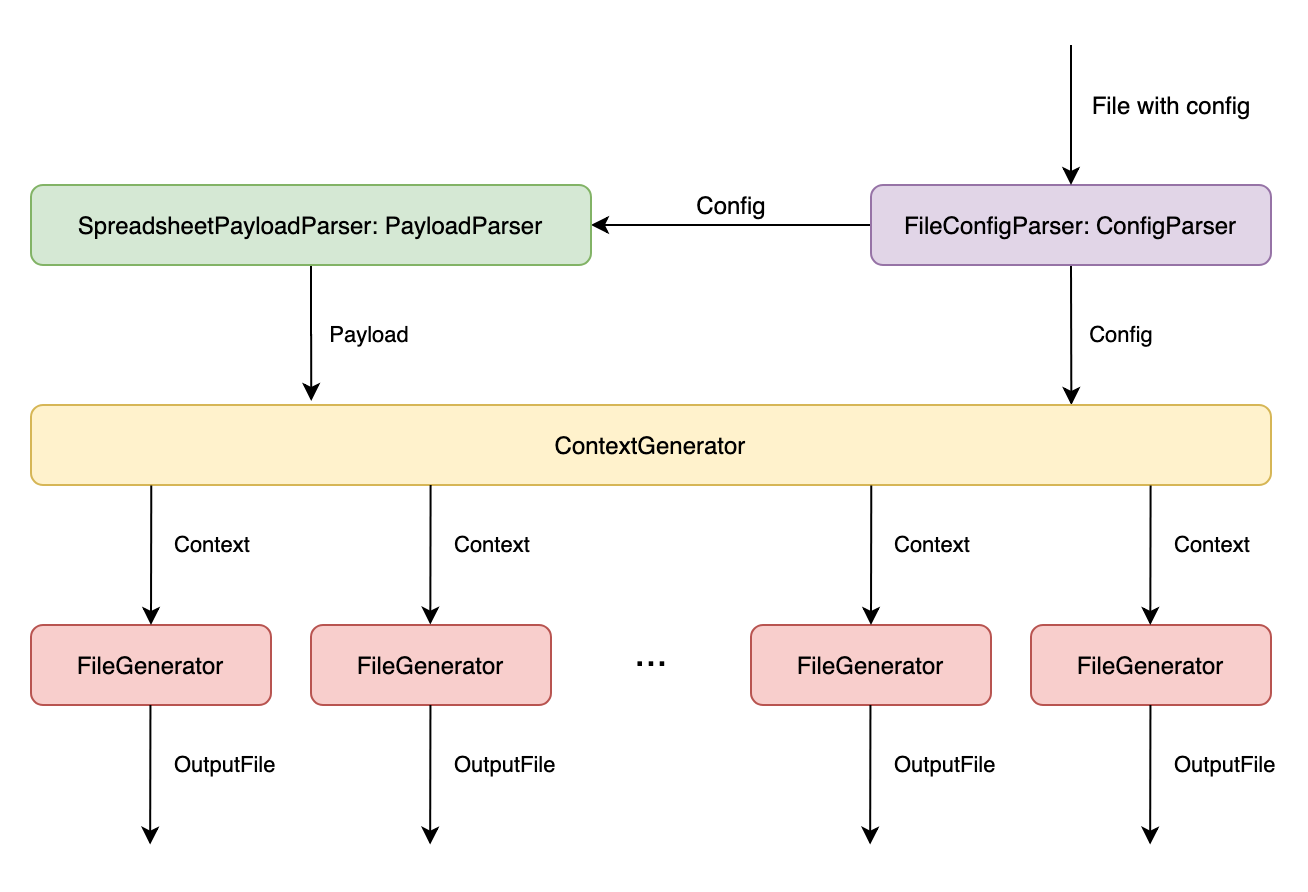 File with config
SpreadsheetPayloadParser: PayloadParser
Config
FileConfigParser: ConfigParser
Payload
Config
ContextGenerator
Context
Context
Context
Context
FileGenerator
FileGenerator
...
FileGenerator
FileGenerator
OutputFile
OutputFile
OutputFile
OutputFile